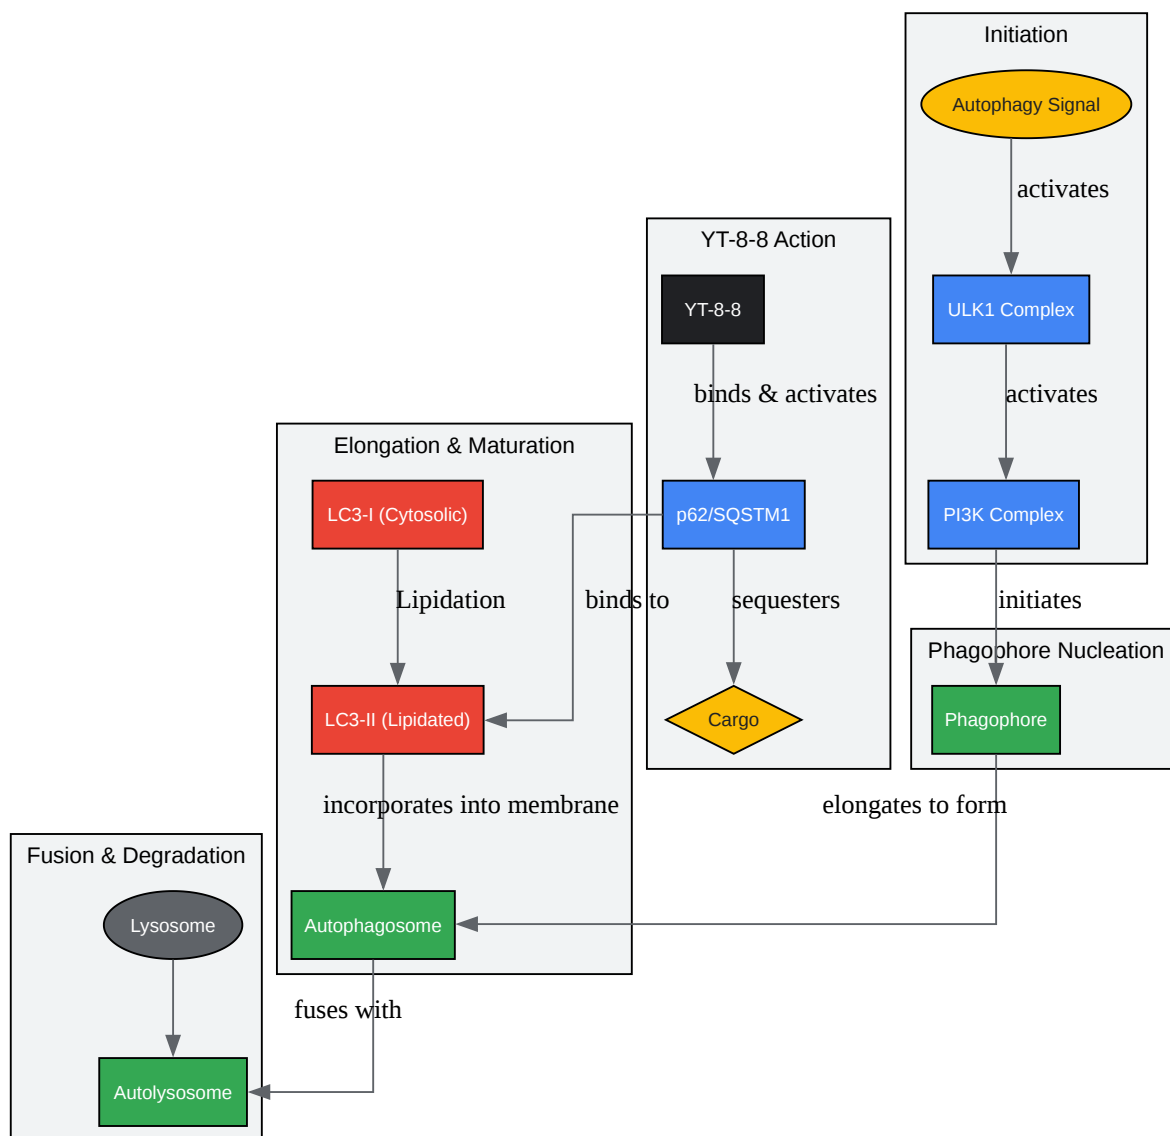 Initiation
Autophagy Signal
activates
YT-8-8 Action
YT-8-8
ULK1 Complex
binds & activates
activates
Elongation & Maturation
LC3-I (Cytosolic)
p62/SQSTM1
PI3K Complex
Lipidation
binds to
sequesters
initiates
Phagophore Nucleation
LC3-II (Lipidated)
Cargo
Phagophore
incorporates into membrane
elongates to form
Fusion & Degradation
Lysosome
Autophagosome
fuses with
Autolysosome